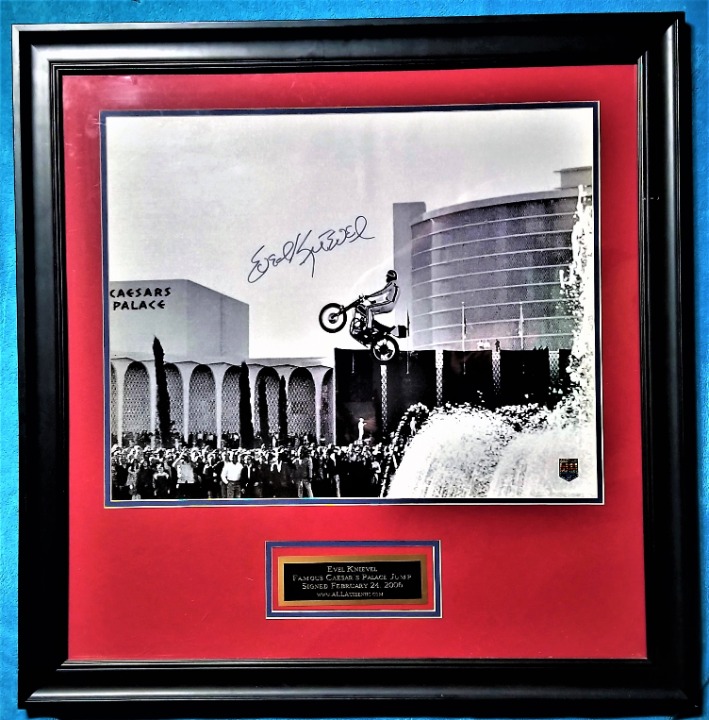 Evel Knievel
CAESARS
PALACE
Evel Knievel
Famous Caesar's Palace Jump
Signed February 24, 2006